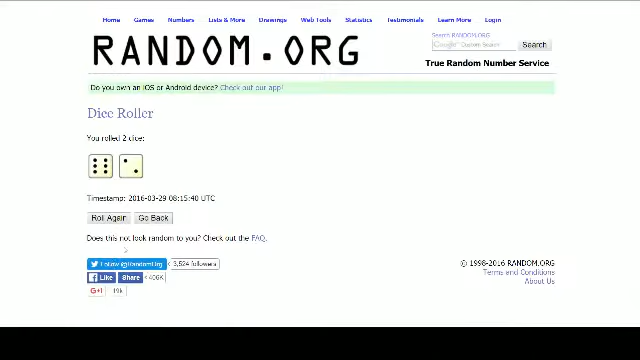 Home Games Numbers Lists & More Drawings Web Tools Statistics Testimonials Learn More Login
RANDOM.ORG
Search RANDOM.ORG
Google Custom Search Search
True Random Number Service
Do you own an iOS or Android device? Check out our app!
Dice Roller
You rolled 2 dice:
Timestamp: 2016-03-29 08:15:40 UTC
Roll Again Go Back
Does this not look random to you? Check out the FAQ.
Follow @RandomOrg 3,524 followers
Like Share 406K
G+1 19k
© 1998-2016 RANDOM.ORG
Terms and Conditions
About Us